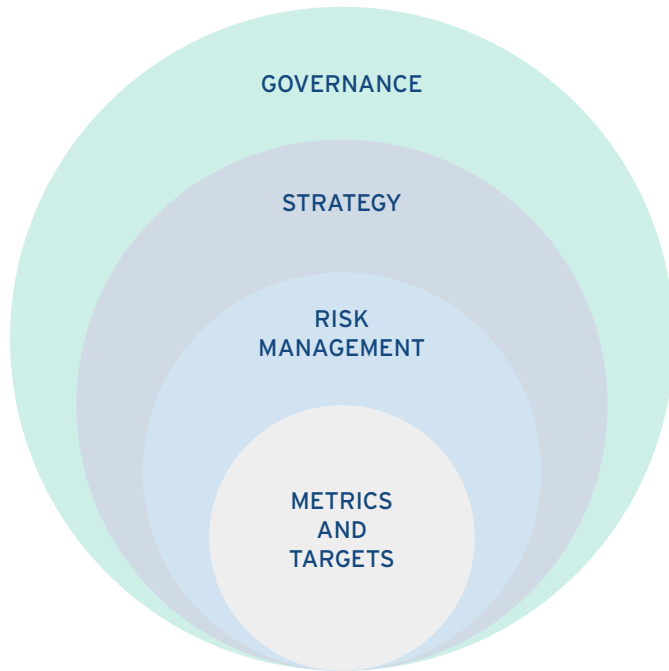 GOVERNANCE
STRATEGY
RISK
MANAGEMENT
METRICS
AND
TARGETS